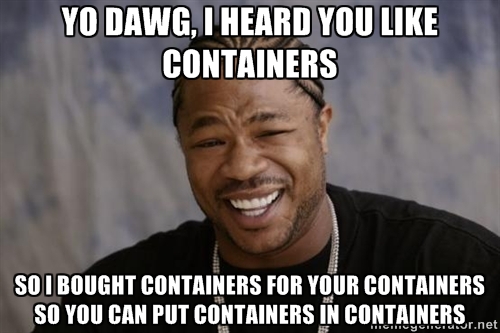 YO DAWG, I HEARD YOU LIKE
CONTAINERS
SO I BOUGHT CONTAINERS FOR YOUR CONTAINERS
SO YOU CAN PUT CONTAINERS IN CONTAINERS
memegenerator.net